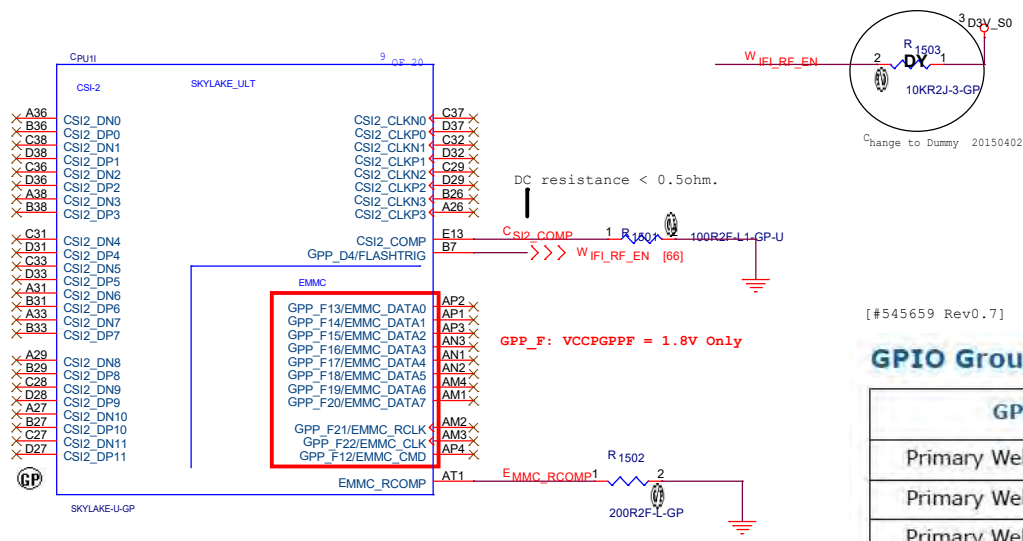 CPU1I
9 OF 20
CSI-2
SKYLAKE_ULT
A36 CSI2_DN0
B36 CSI2_DP0
C38 CSI2_DN1
D38 CSI2_DP1
C36 CSI2_DN2
D36 CSI2_DP2
A38 CSI2_DN3
B38 CSI2_DP3
C31 CSI2_DN4
D31 CSI2_DP4
C33 CSI2_DN5
D33 CSI2_DP5
A31 CSI2_DN6
B31 CSI2_DP6
A33 CSI2_DN7
B33 CSI2_DP7
A29 CSI2_DN8
B29 CSI2_DP8
C28 CSI2_DN9
D28 CSI2_DP9
A27 CSI2_DN10
B27 CSI2_DP10
C27 CSI2_DN11
D27 CSI2_DP11
CSI2_CLKN0 C37
CSI2_CLKP0 D37
CSI2_CLKN1 C32
CSI2_CLKP1 D32
CSI2_CLKN2 C29
CSI2_CLKP2 D29
CSI2_CLKN3 B26
CSI2_CLKP3 A26
CSI2_COMP E13
GPP_D4/FLASHTRIG B7
EMMC
GPP_F13/EMMC_DATA0 AP2
GPP_F14/EMMC_DATA1 AP1
GPP_F15/EMMC_DATA2 AP3
GPP_F16/EMMC_DATA3 AN3
GPP_F17/EMMC_DATA4 AN1
GPP_F18/EMMC_DATA5 AN2
GPP_F19/EMMC_DATA6 AM4
GPP_F20/EMMC_DATA7 AM1
GPP_F21/EMMC_RCLK AM2
GPP_F22/EMMC_CLK AM3
GPP_F12/EMMC_CMD AP4
EMMC_RCOMP AT1
GP
SKYLAKE-U-GP
DC resistance < 0.5ohm.
CSI2_COMP 1 R1501 2 100R2F-L1-GP-U
WIFI_RF_EN [66]
GPP_F: VCCPGPPF = 1.8V Only
R1502
EMMC_RCOMP 1 2
200R2F-L-GP
3D3V_S0
WIFI_RF_EN 2 R1503 DY 1
10KR2J-3-GP
Change to Dummy 20150402
[#545659 Rev0.7]
GPIO Grou
GP
Primary Wel
Primary Wel
Primary Wel